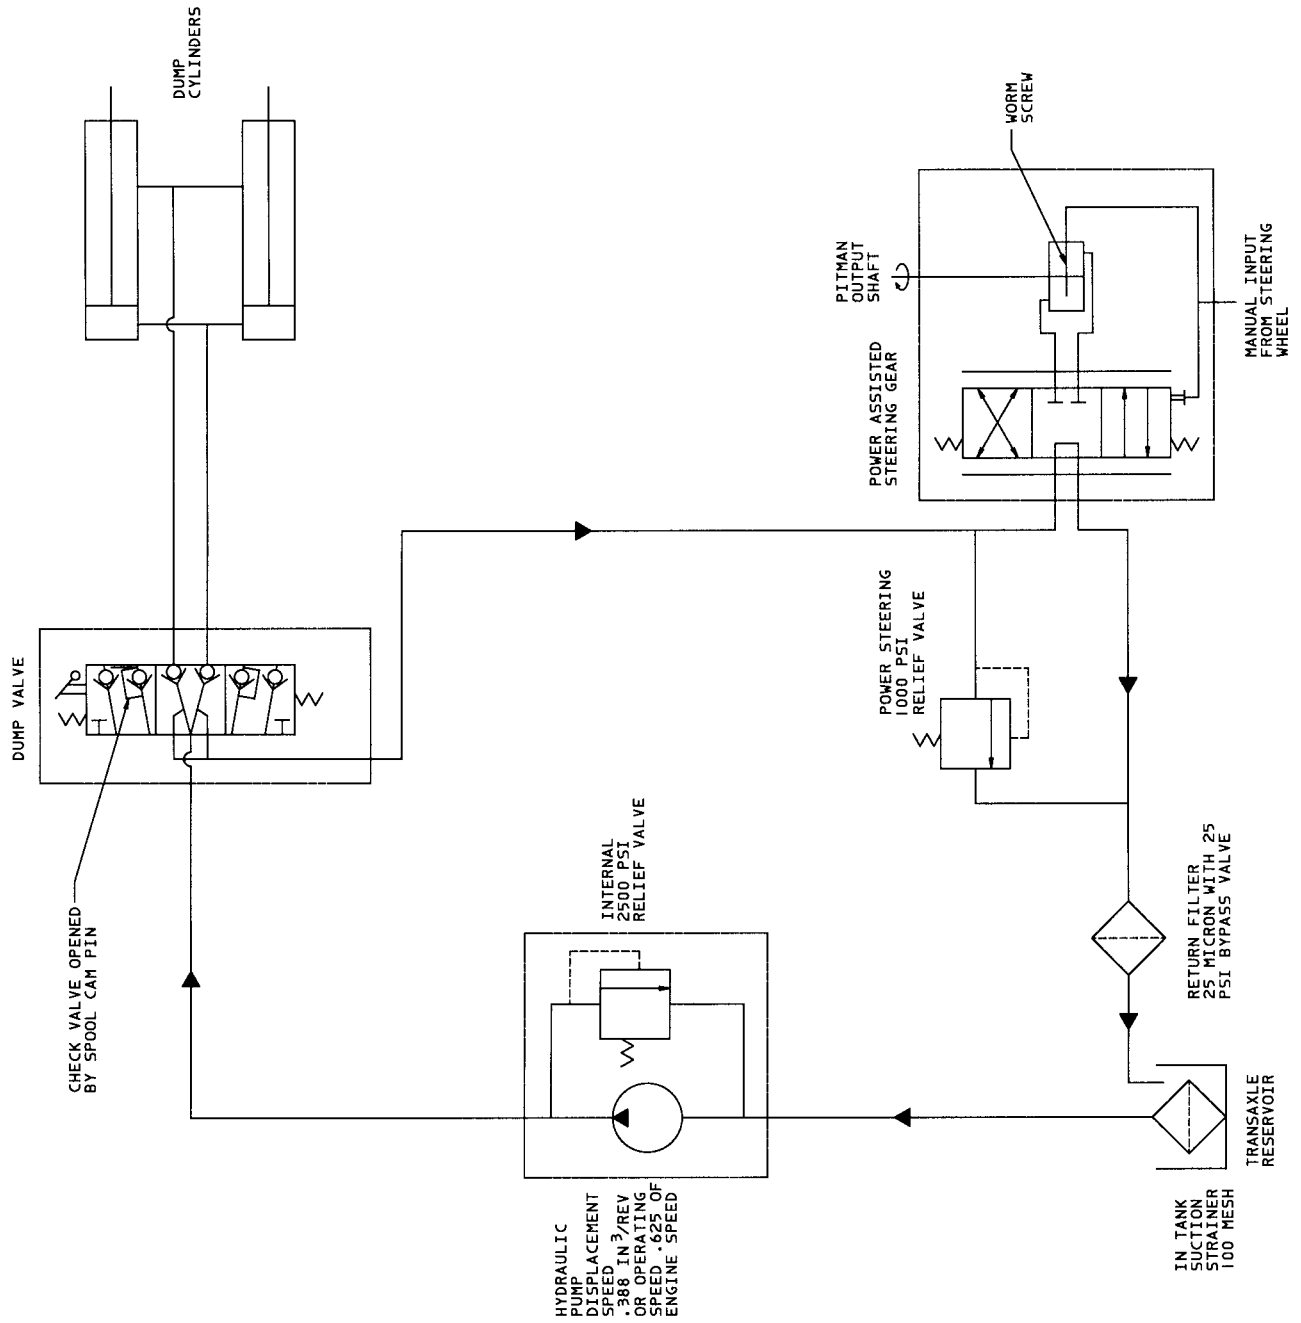 DUMP
CYLINDERS
DUMP VALVE
CHECK VALVE OPENED
BY SPOOL CAM PIN
WORM
SCREW
PITMAN
OUTPUT
SHAFT
POWER ASSISTED
STEERING GEAR
MANUAL INPUT
FROM STEERING
WHEEL
POWER STEERING
1000 PSI
RELIEF VALVE
INTERNAL
2500 PSI
RELIEF VALVE
HYDRAULIC
PUMP
DISPLACEMENT
SPEED
.388 IN³/REV
OR OPERATING
SPEED .625 OF
ENGINE SPEED
RETURN FILTER
25 MICRON WITH 25
PSI BYPASS VALVE
TRANSAXLE
RESERVOIR
IN TANK
SUCTION
STRAINER
100 MESH